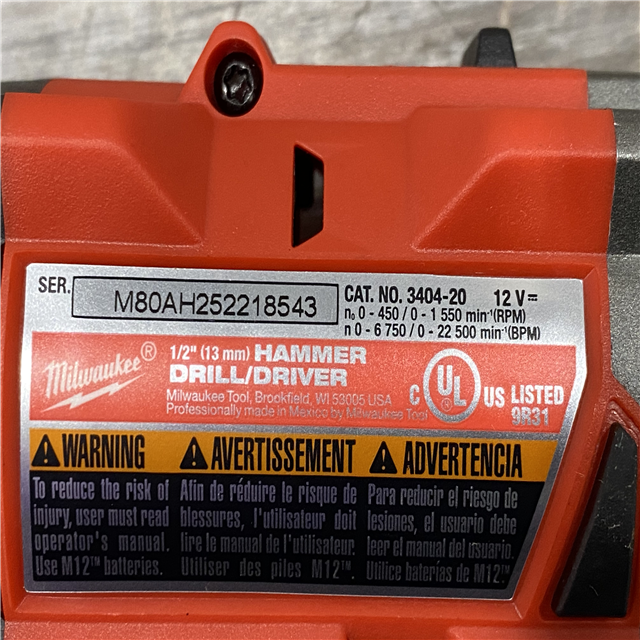 SER. M80AH252218543
CAT. NO. 3404-20 12 V⎓
n₀ 0 - 450 / 0 - 1 550 min⁻¹(RPM)
n 0 - 6 750 / 0 - 22 500 min⁻¹(BPM)
Milwaukee®
1/2" (13 mm) HAMMER
DRILL/DRIVER
Milwaukee Tool, Brookfield, WI 53005 USA
Professionally made in Mexico by Milwaukee Tool
C UL US LISTED
9R31
WARNING
To reduce the risk of
injury, user must read
operator's manual.
Use M12™ batteries.
AVERTISSEMENT
Afin de réduire le risque de
blessures, l'utilisateur doit
lire le manual de l'utilisateur.
Utiliser des piles M12™.
ADVERTENCIA
Para reducir el riesgo de
lesiones, el usuario debe
leer el manual del usuario.
Utilice baterías de M12™